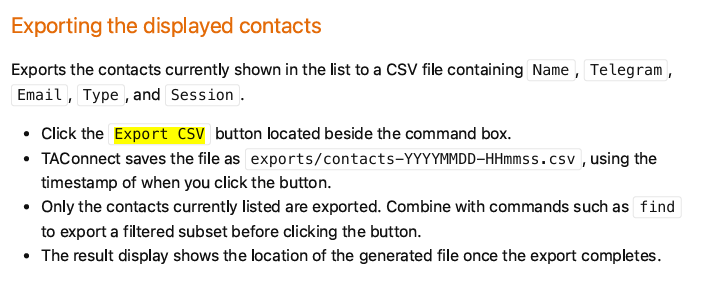 Exporting the displayed contacts
Exports the contacts currently shown in the list to a CSV file containing Name, Telegram,
Email, Type, and Session.
• Click the Export CSV button located beside the command box.
• TAConnect saves the file as exports/contacts-YYYYMMDD-HHmmss.csv, using the
timestamp of when you click the button.
• Only the contacts currently listed are exported. Combine with commands such as find
to export a filtered subset before clicking the button.
• The result display shows the location of the generated file once the export completes.